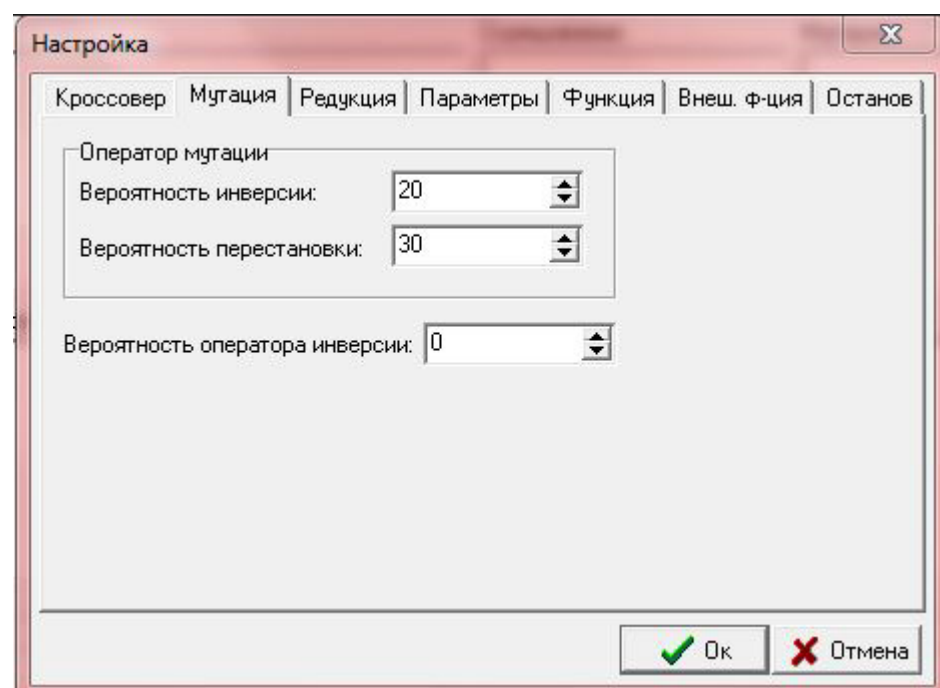 Настройка
Кроссовер Мутация Редукция Параметры Функция Внеш. ф-ция Останов
Оператор мутации
Вероятность инверсии: 20
Вероятность перестановки: 30
Вероятность оператора инверсии: 0
Ок Отмена